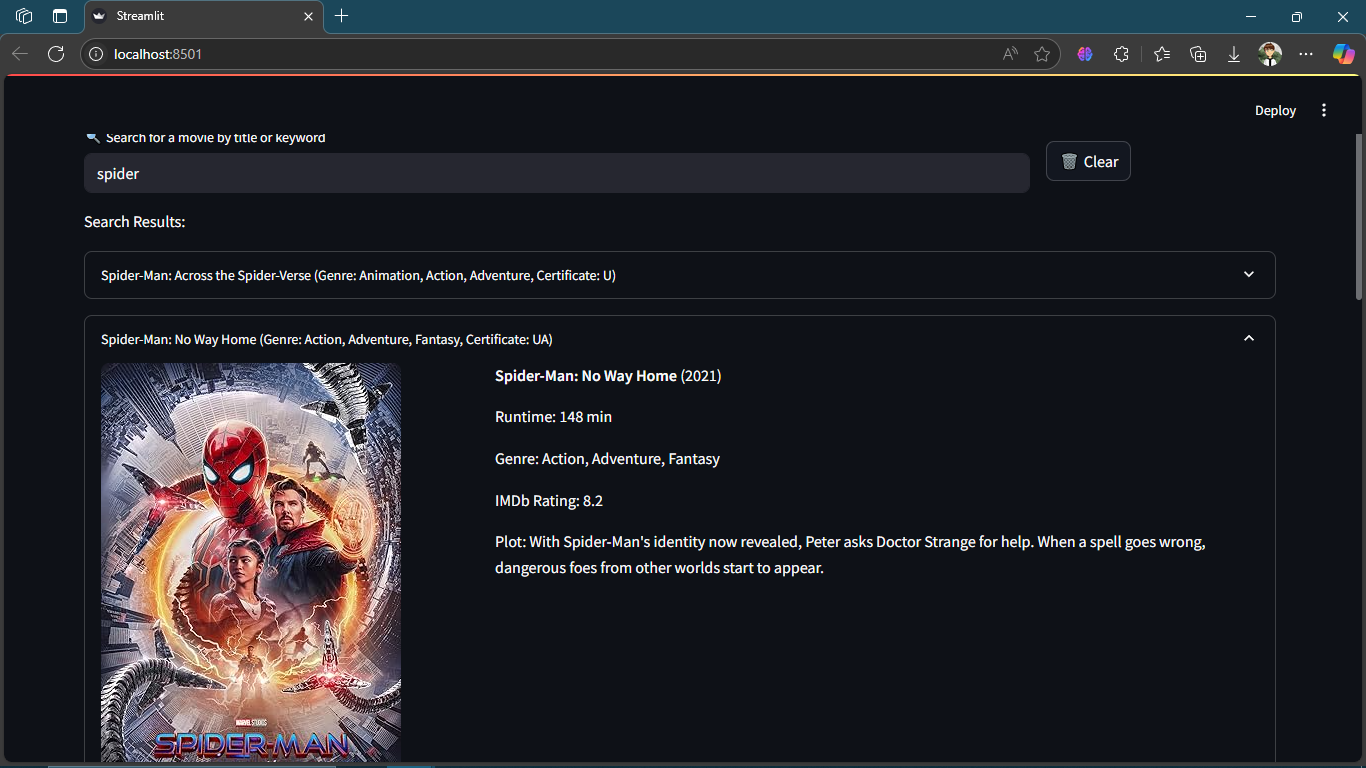 Streamlit
localhost:8501
Deploy
Search for a movie by title or keyword
spider
Clear
Search Results:
Spider-Man: Across the Spider-Verse (Genre: Animation, Action, Adventure, Certificate: U)
Spider-Man: No Way Home (Genre: Action, Adventure, Fantasy, Certificate: UA)
Spider-Man: No Way Home (2021)
Runtime: 148 min
Genre: Action, Adventure, Fantasy
IMDb Rating: 8.2
Plot: With Spider-Man's identity now revealed, Peter asks Doctor Strange for help. When a spell goes wrong,
dangerous foes from other worlds start to appear.
MARVEL STUDIOS
SPIDER-MAN